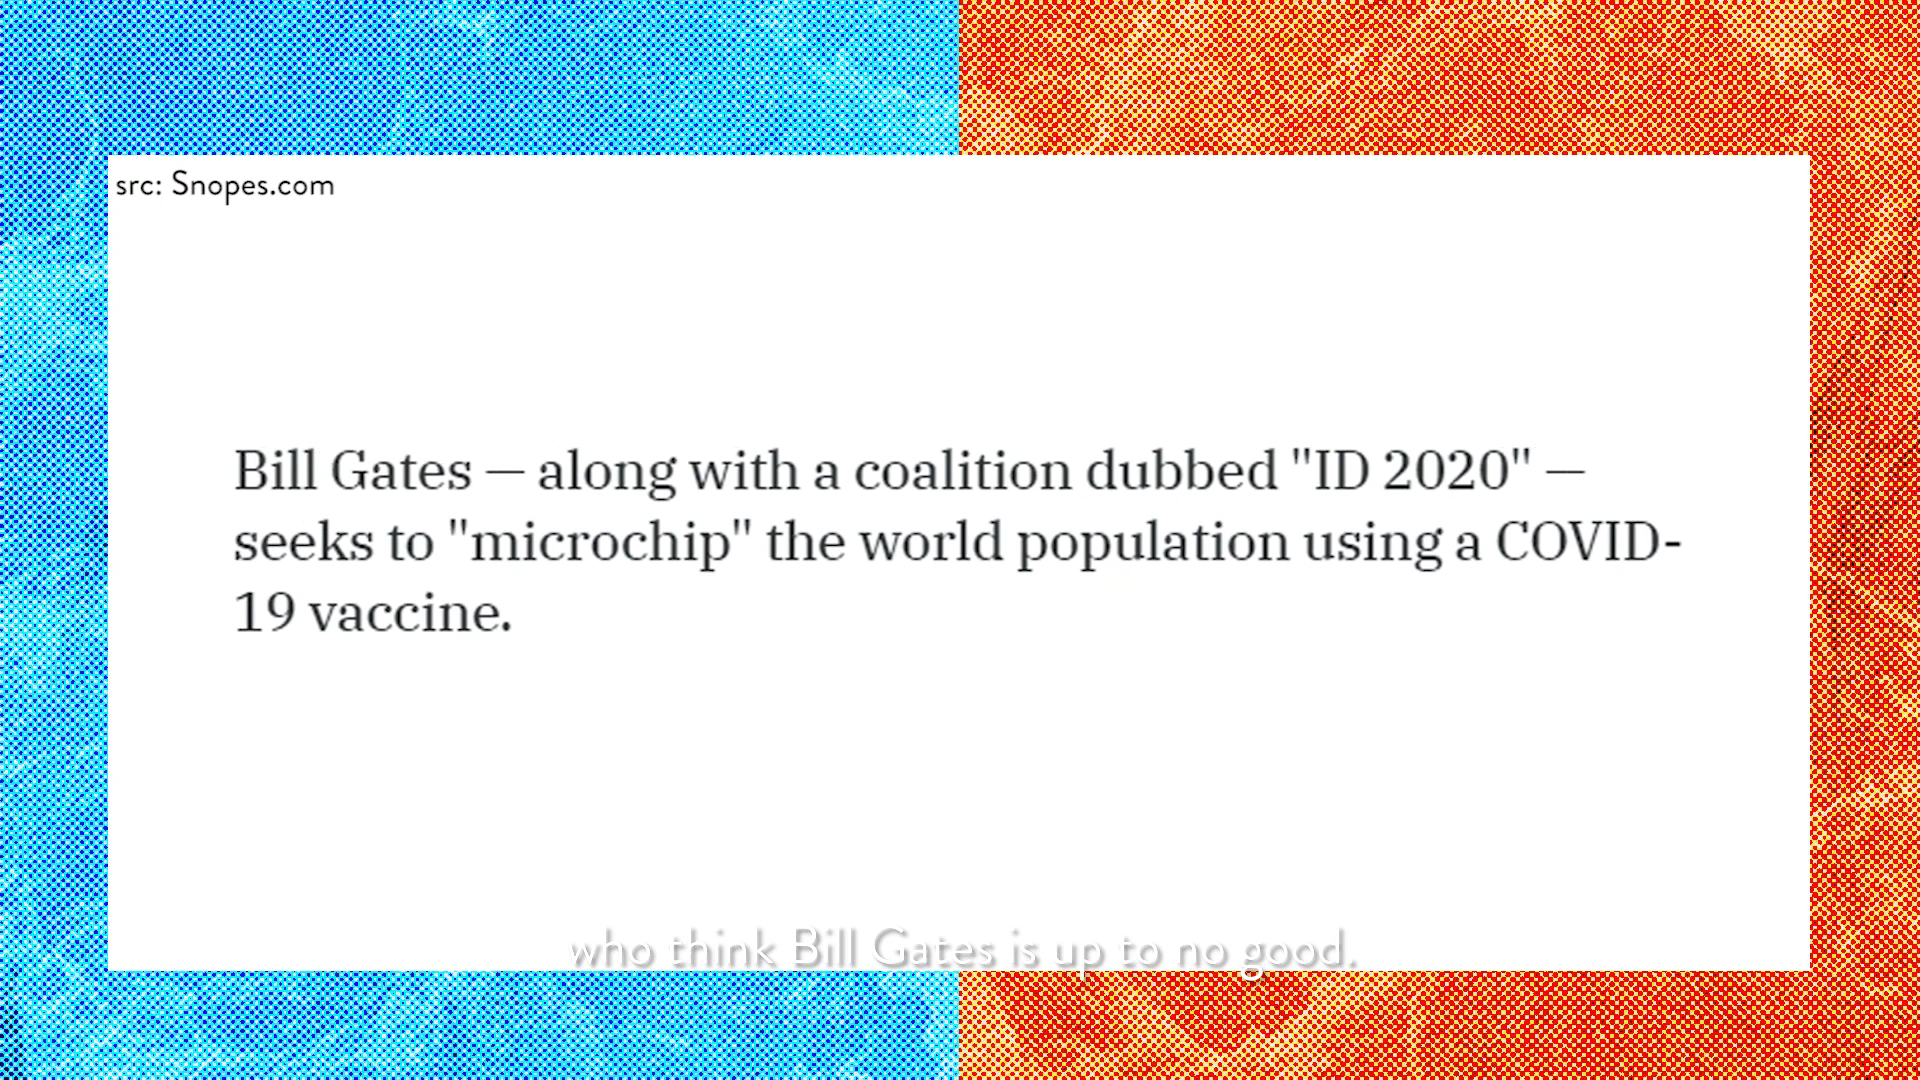 src: Snopes.com
Bill Gates — along with a coalition dubbed "ID 2020" —
seeks to "microchip" the world population using a COVID-
19 vaccine.
who think Bill Gates is up to no good.